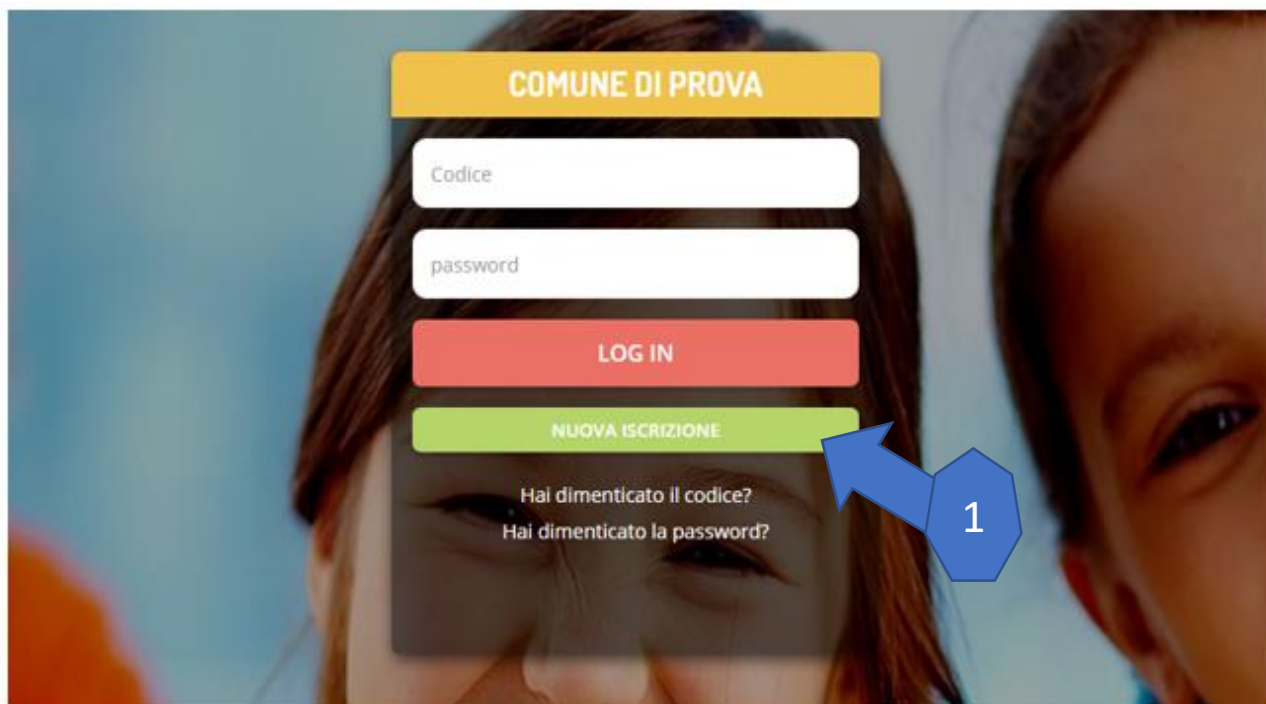 COMUNE DI PROVA
Codice
password
LOG IN
NUOVA ISCRIZIONE
Hai dimenticato il codice?
Hai dimenticato la password?
1